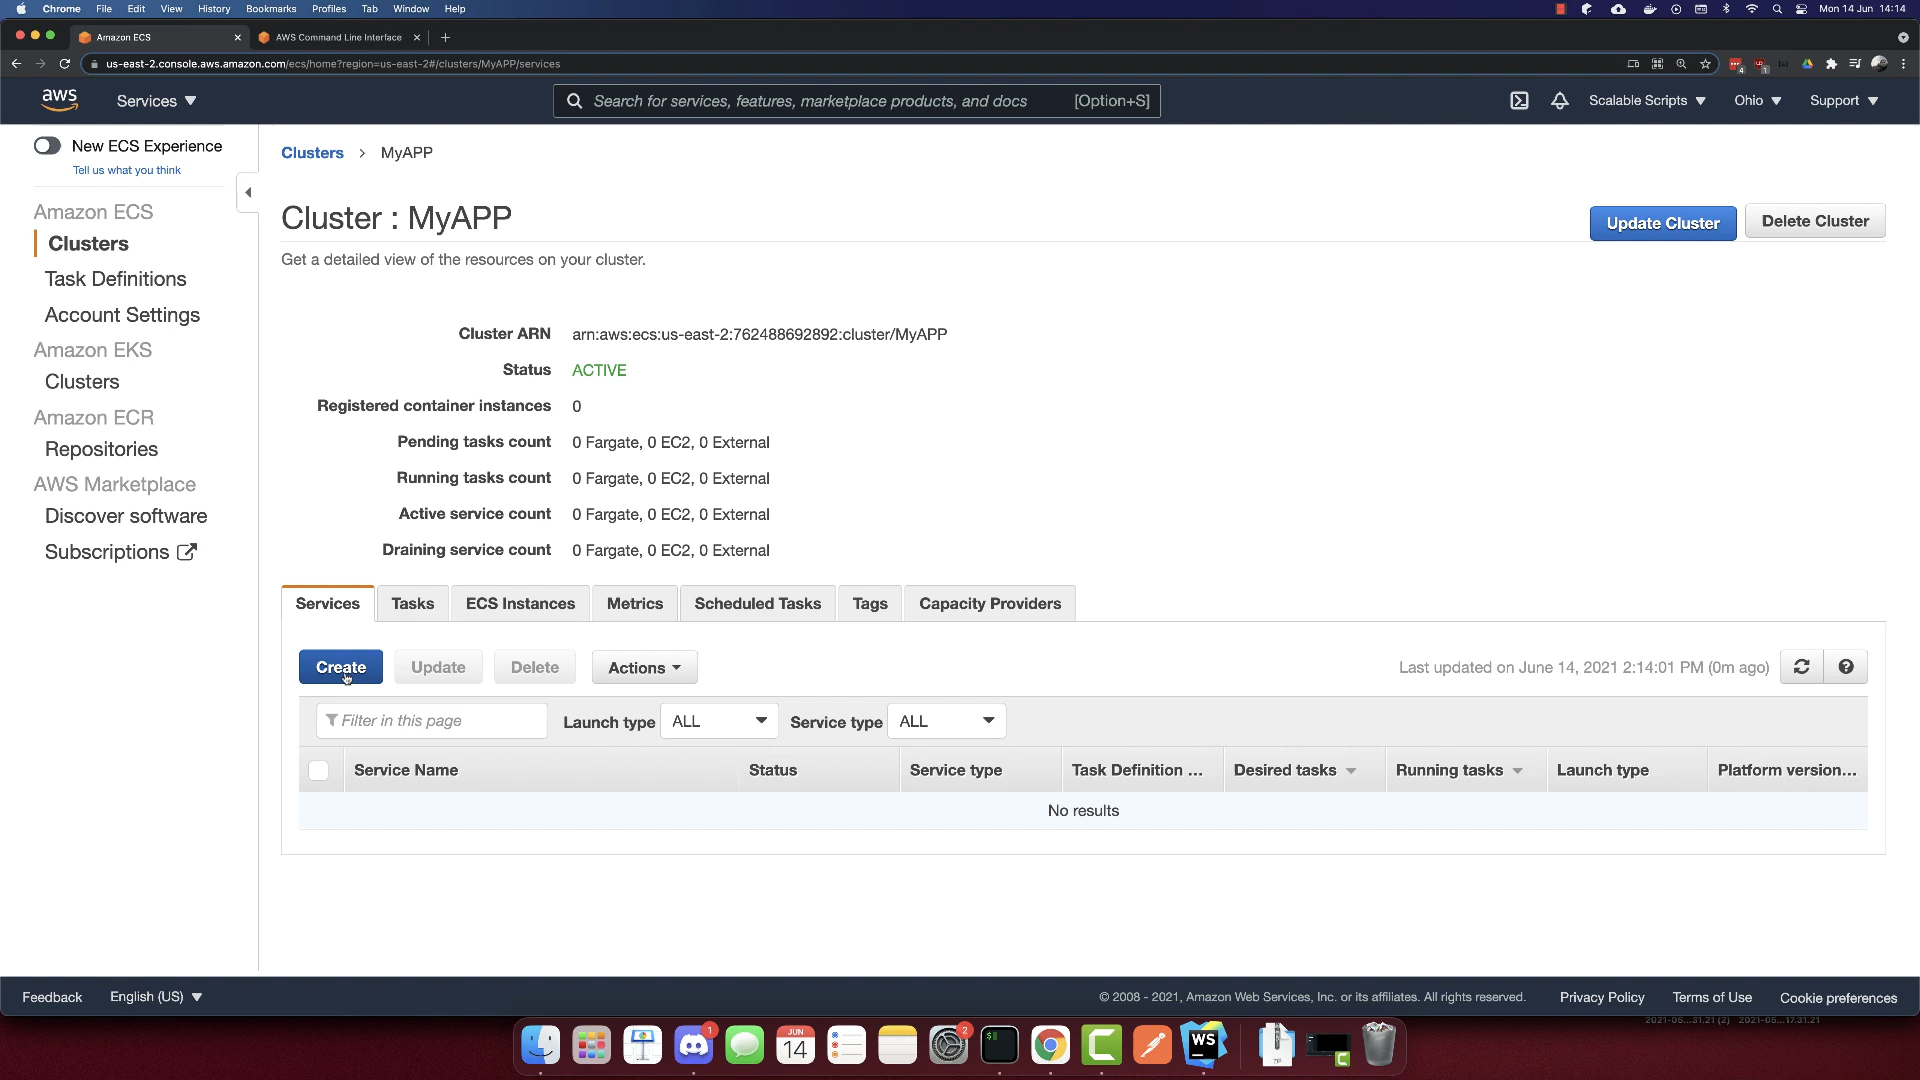 Chrome File Edit View History Bookmarks Profiles Tab Window Help Mon 14 Jun 14:14
Amazon ECS AWS Command Line Interface
us-east-2.console.aws.amazon.com/ecs/home?region=us-east-2#/clusters/MyAPP/services
aws Services Search for services, features, marketplace products, and docs [Option+S] Scalable Scripts Ohio Support
New ECS Experience
Tell us what you think
Amazon ECS
Clusters
Task Definitions
Account Settings
Amazon EKS
Clusters
Amazon ECR
Repositories
AWS Marketplace
Discover software
Subscriptions
Clusters > MyAPP
Cluster : MyAPP
Update Cluster Delete Cluster
Get a detailed view of the resources on your cluster.
Cluster ARN arn:aws:ecs:us-east-2:762488692892:cluster/MyAPP
Status ACTIVE
Registered container instances 0
Pending tasks count 0 Fargate, 0 EC2, 0 External
Running tasks count 0 Fargate, 0 EC2, 0 External
Active service count 0 Fargate, 0 EC2, 0 External
Draining service count 0 Fargate, 0 EC2, 0 External
Services Tasks ECS Instances Metrics Scheduled Tasks Tags Capacity Providers
Create Update Delete Actions Last updated on June 14, 2021 2:14:01 PM (0m ago)
Filter in this page Launch type ALL Service type ALL
Service Name Status Service type Task Definition ... Desired tasks Running tasks Launch type Platform version...
No results
Feedback English (US) © 2008 - 2021, Amazon Web Services, Inc. or its affiliates. All rights reserved. Privacy Policy Terms of Use Cookie preferences
1 JUN 14 2 WS ZIP